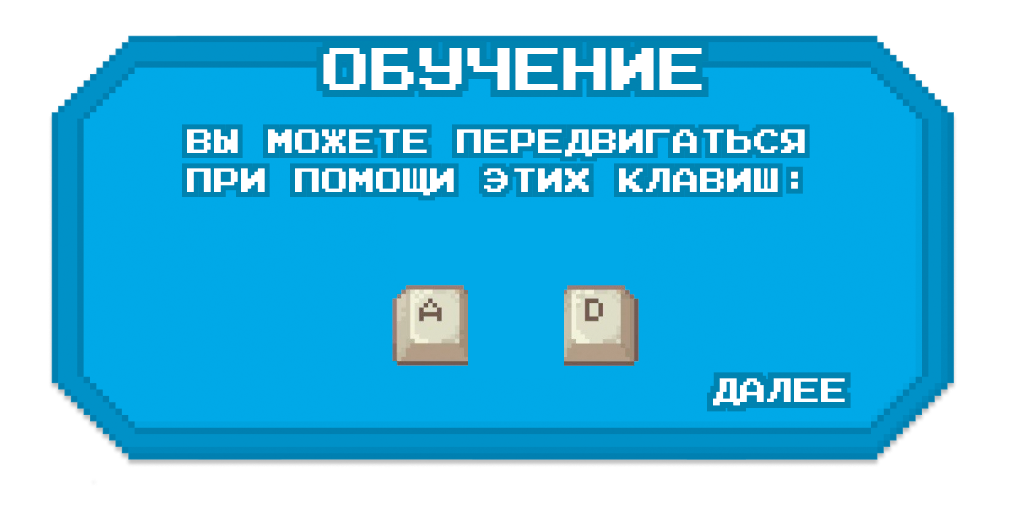 ОБУЧЕНИЕ
ВЫ МОЖЕТЕ ПЕРЕДВИГАТЬСЯ
ПРИ ПОМОЩИ ЭТИХ КЛАВИШ:
A D
ДАЛЕЕ